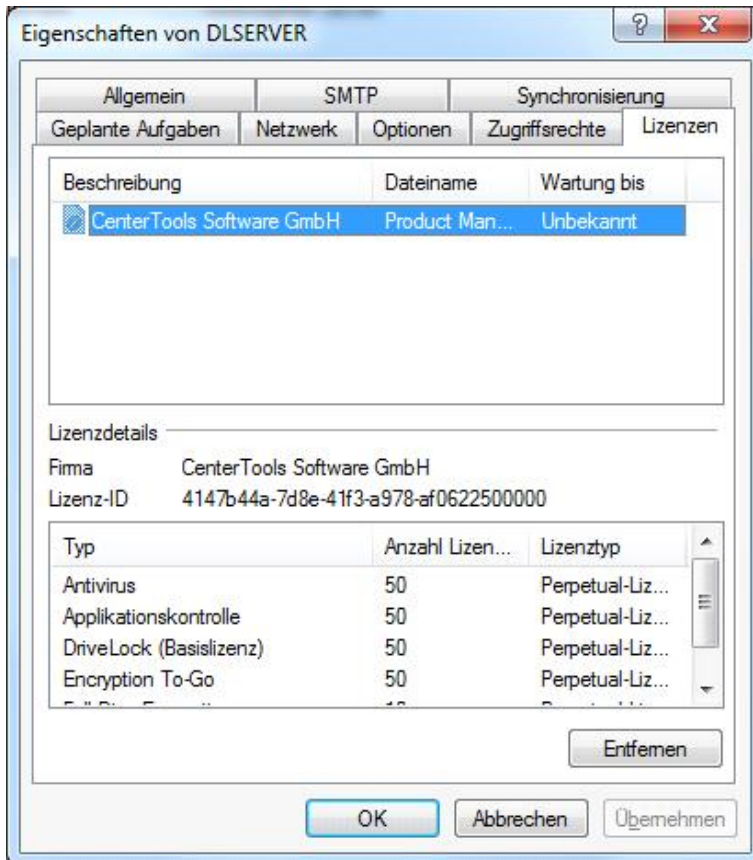 Eigenschaften von DLSERVER
Allgemein SMTP Synchronisierung
Geplante Aufgaben Netzwerk Optionen Zugriffsrechte Lizenzen
Beschreibung Dateiname Wartung bis
CenterTools Software GmbH Product Man... Unbekannt
Lizenzdetails
Firma CenterTools Software GmbH
Lizenz-ID 4147b44a-7d8e-41f3-a978-af0622500000
Typ Anzahl Lizen... Lizenztyp
Antivirus 50 Perpetual-Liz...
Applikationskontrolle 50 Perpetual-Liz...
DriveLock (Basislizenz) 50 Perpetual-Liz...
Encryption To-Go 50 Perpetual-Liz...
Entfernen
OK Abbrechen Übernehmen